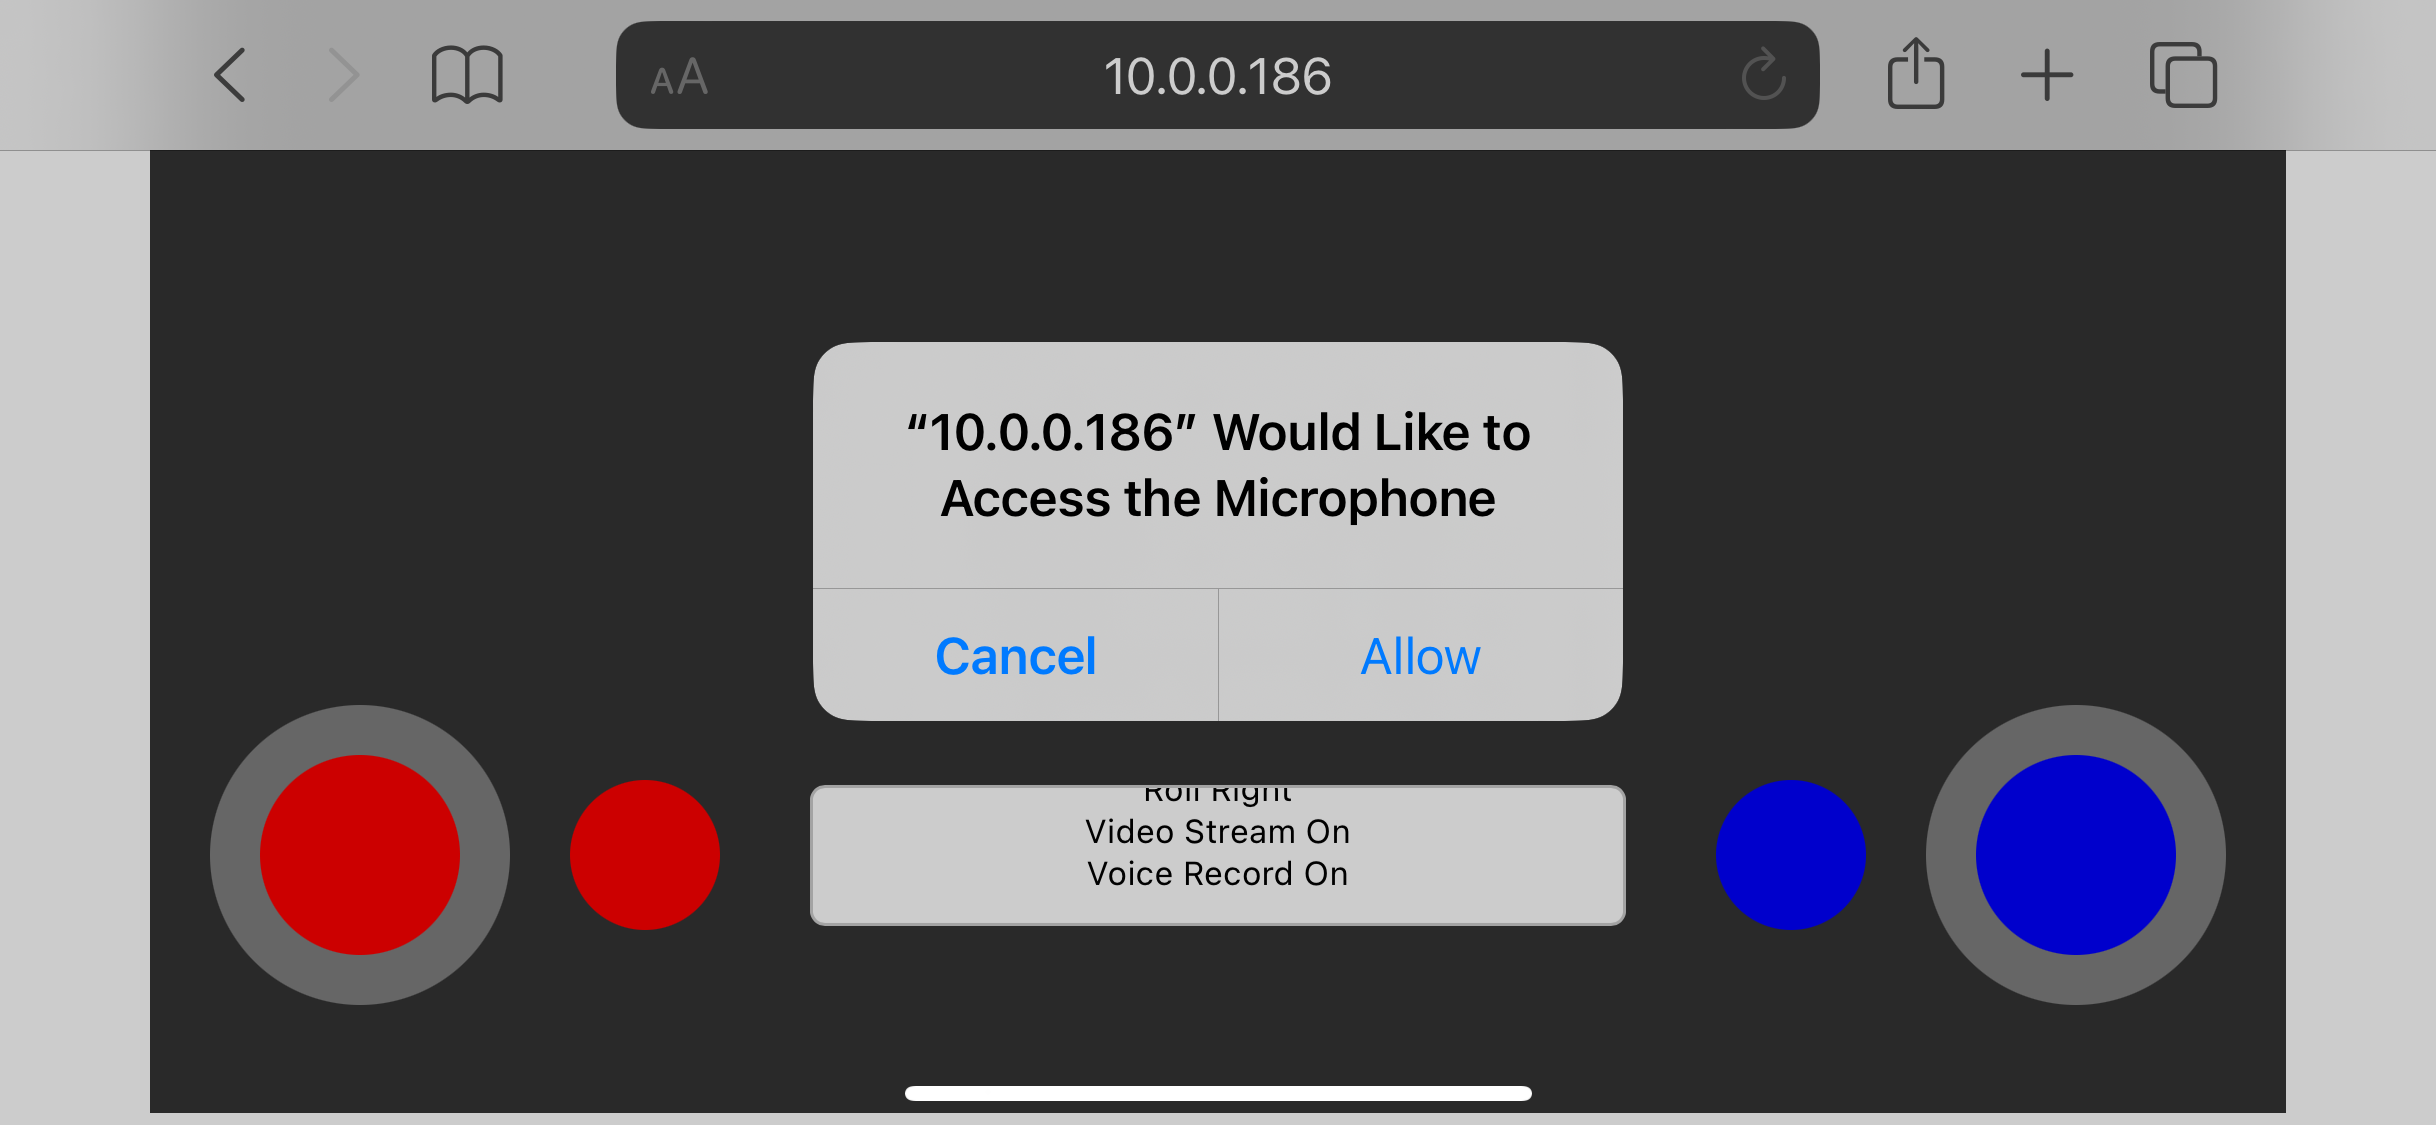 AA
10.0.0.186
“10.0.0.186” Would Like to
Access the Microphone
Cancel
Allow
Roll Right
Video Stream On
Voice Record On